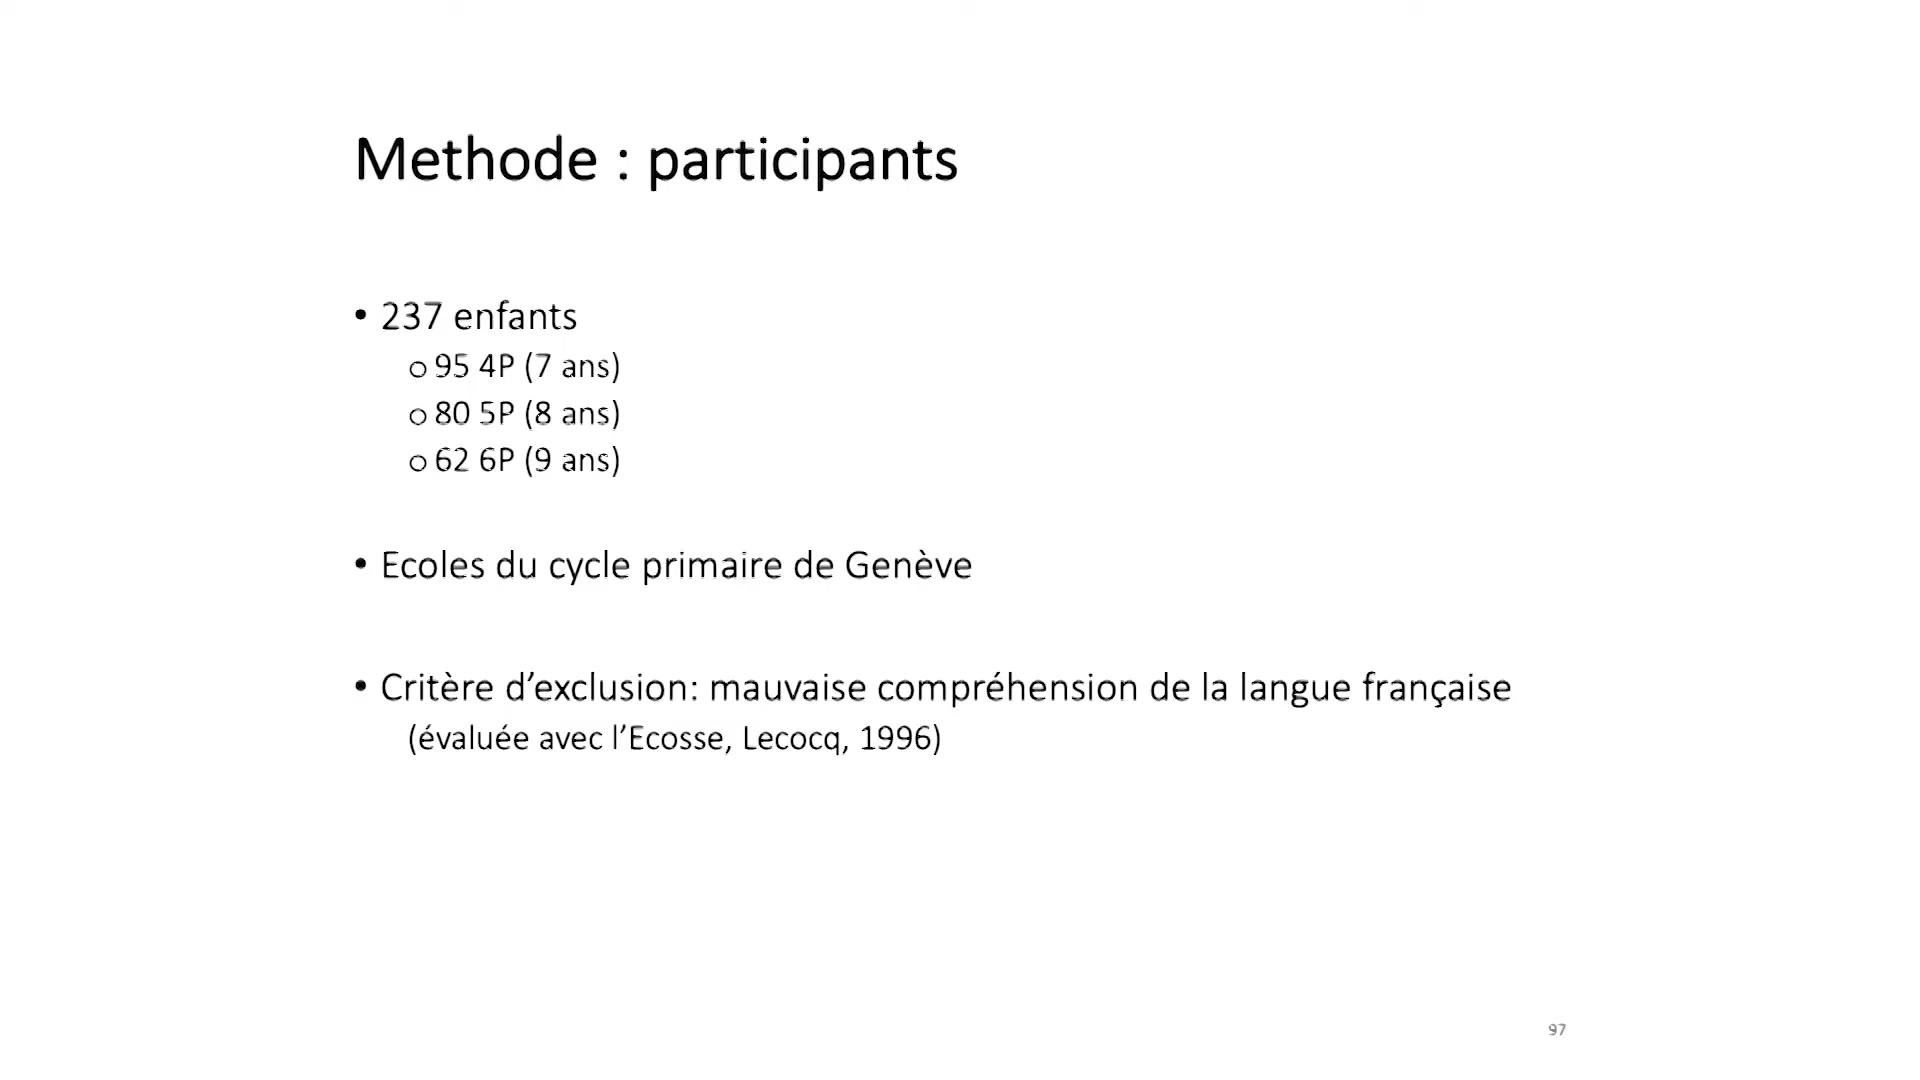 Methode : participants
• 237 enfants
o 95 4P (7 ans)
o 80 5P (8 ans)
o 62 6P (9 ans)
• Ecoles du cycle primaire de Genève
• Critère d’exclusion: mauvaise compréhension de la langue française
(évaluée avec l’Ecosse, Lecocq, 1996)
97